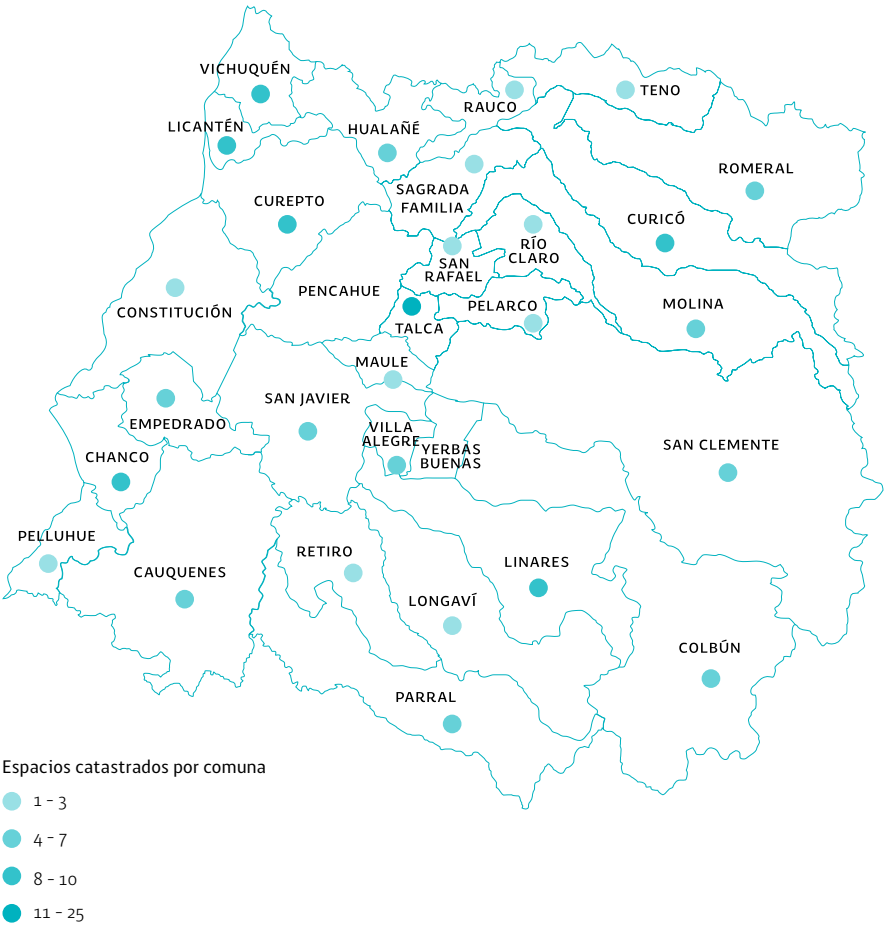 VICHUQUÉN
RAUCO
TENO
LICANTÉN
HUALAÑÉ
ROMERAL
SAGRADA
FAMILIA
CUREPTO
CURICÓ
RÍO
CLARO
SAN
RAFAEL
PENCAHUE
CONSTITUCIÓN
PELARCO
MOLINA
TALCA
MAULE
SAN JAVIER
EMPEDRADO
VILLA
ALEGRE
YERBAS
BUENAS
SAN CLEMENTE
CHANCO
PELLUHUE
RETIRO
LINARES
CAUQUENES
LONGAVÍ
COLBÚN
PARRAL
Espacios catastrados por comuna
1 - 3
4 - 7
8 - 10
11 - 25